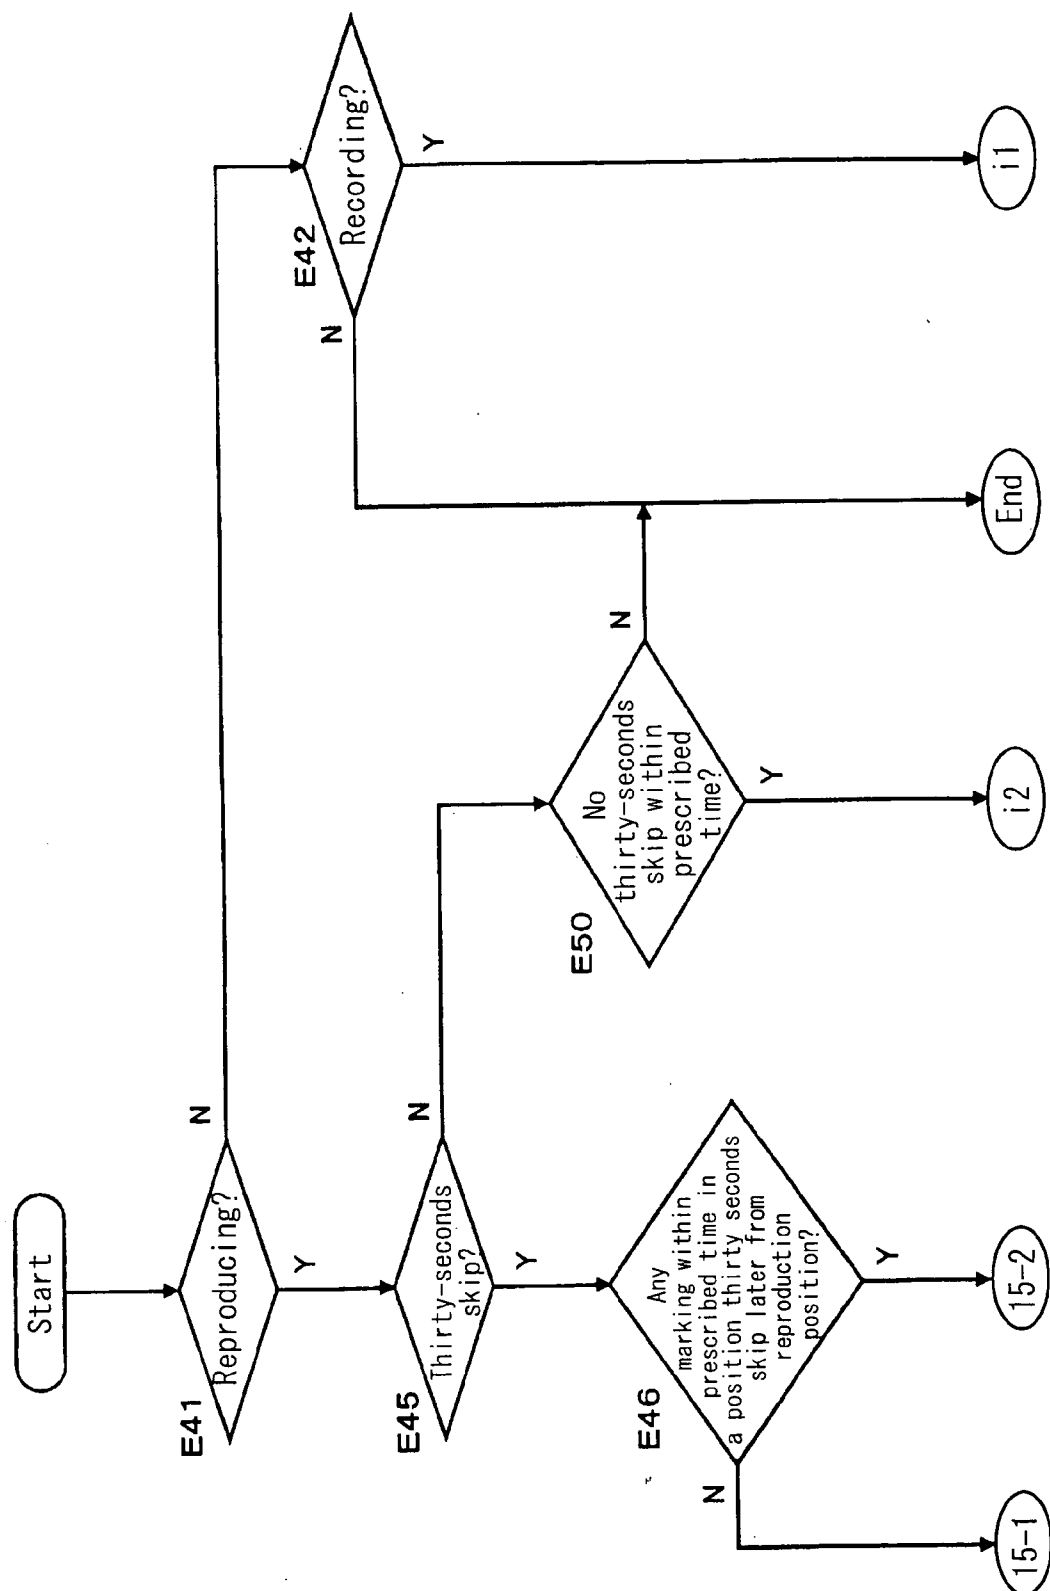 Start
E41
Reproducing?
N
Y
E42
Recording?
N
Y
E45
Thirty-seconds
skip?
N
Y
E50
No
thirty-seconds
skip within
prescribed
time?
N
Y
E46
Any
marking within
prescribed time in
a position thirty seconds
skip later from
reproduction
position?
N
Y
15-1
15-2
i2
End
i1